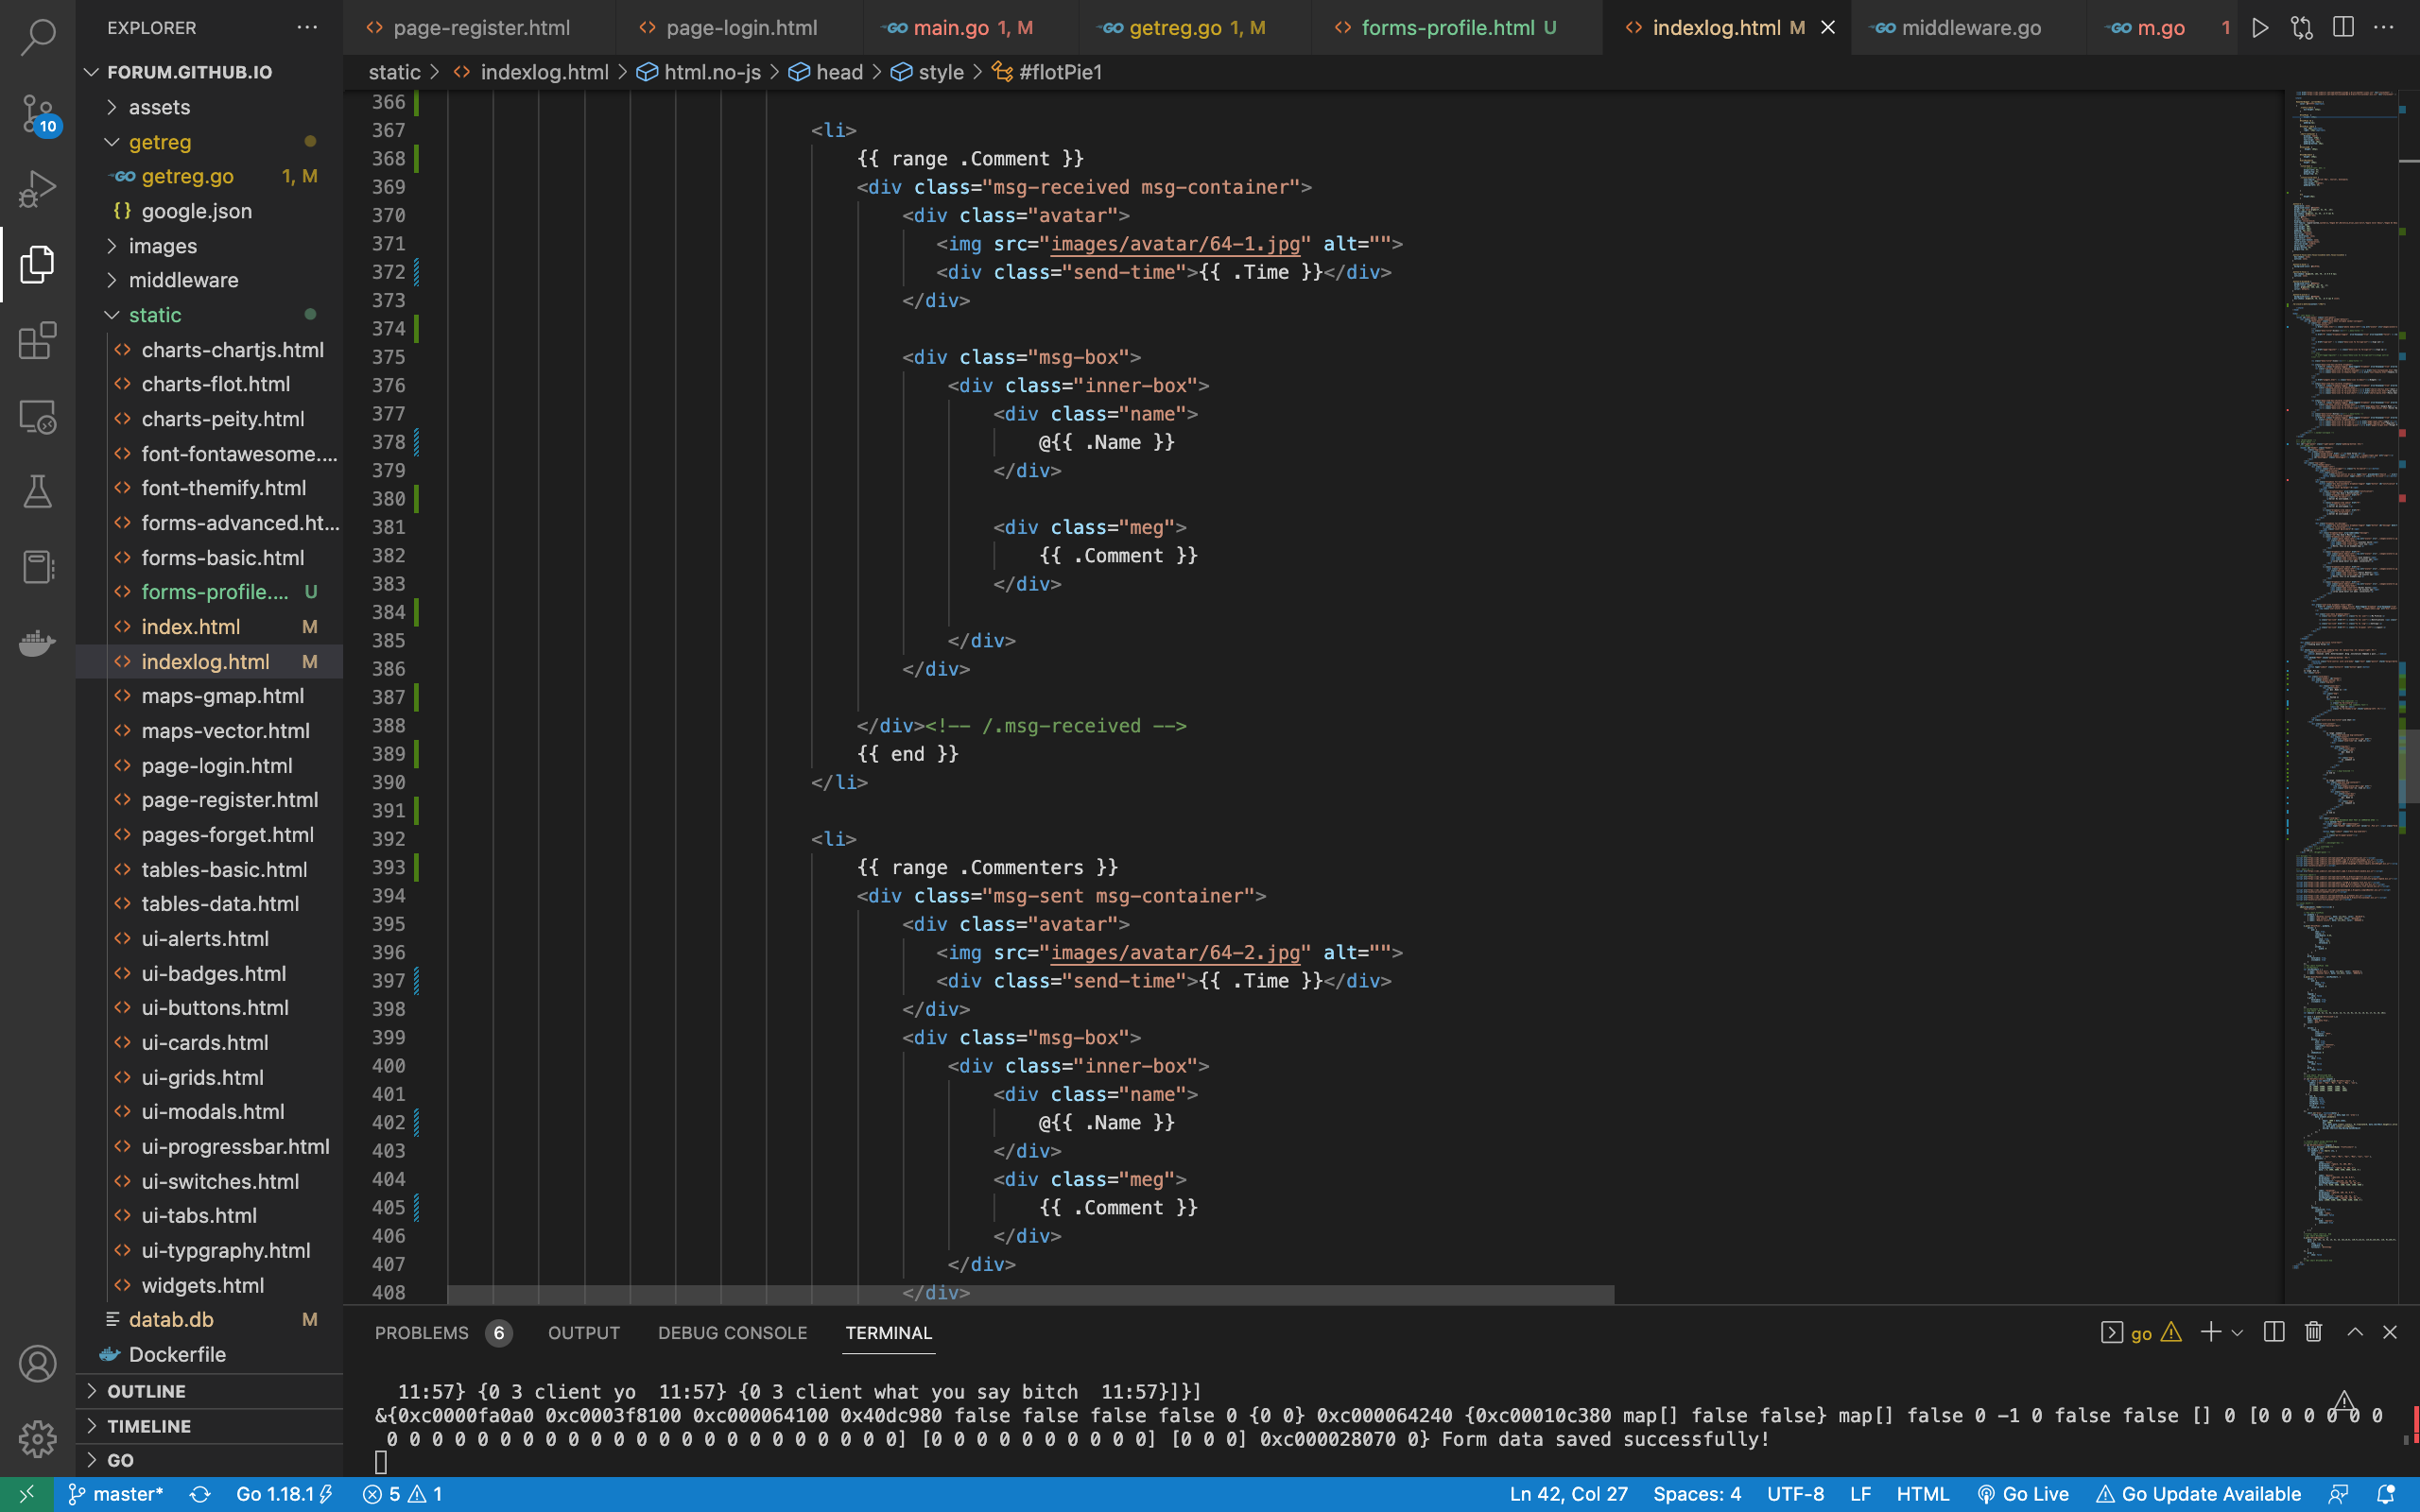 EXPLORER
page-register.html
page-login.html
GO main.go 1, M
GO getreg.go 1, M
forms-profile.html U
indexlog.html M
GO middleware.go
GO m.go 1
FORUM.GITHUB.IO
static > indexlog.html > html.no-js > head > style > #flotPie1
10
assets
getreg
GO getreg.go 1, M
{} google.json
images
middleware
static
charts-chartjs.html
charts-flot.html
charts-peity.html
font-fontawesome....
font-themify.html
forms-advanced.ht...
forms-basic.html
forms-profile.... U
index.html M
indexlog.html M
maps-gmap.html
maps-vector.html
page-login.html
page-register.html
pages-forget.html
tables-basic.html
tables-data.html
ui-alerts.html
ui-badges.html
ui-buttons.html
ui-cards.html
ui-grids.html
ui-modals.html
ui-progressbar.html
ui-switches.html
ui-tabs.html
ui-typgraphy.html
widgets.html
datab.db M
Dockerfile
OUTLINE
TIMELINE
GO
366
367 <li>
368 {{ range .Comment }}
369 <div class="msg-received msg-container">
370 <div class="avatar">
371 <img src="images/avatar/64-1.jpg" alt="">
372 <div class="send-time">{{ .Time }}</div>
373 </div>
374
375 <div class="msg-box">
376 <div class="inner-box">
377 <div class="name">
378 @{{ .Name }}
379 </div>
380
381 <div class="meg">
382 {{ .Comment }}
383 </div>
384
385 </div>
386 </div>
387
388 </div><!-- /.msg-received -->
389 {{ end }}
390 </li>
391
392 <li>
393 {{ range .Commenters }}
394 <div class="msg-sent msg-container">
395 <div class="avatar">
396 <img src="images/avatar/64-2.jpg" alt="">
397 <div class="send-time">{{ .Time }}</div>
398 </div>
399 <div class="msg-box">
400 <div class="inner-box">
401 <div class="name">
402 @{{ .Name }}
403 </div>
404 <div class="meg">
405 {{ .Comment }}
406 </div>
407 </div>
408 </div>
PROBLEMS 6 OUTPUT DEBUG CONSOLE TERMINAL
go
11:57} {0 3 client yo  11:57} {0 3 client what you say bitch  11:57}]}]
&{0xc0000fa0a0 0xc0003f8100 0xc000064100 0x40dc980 false false false false 0 {0 0} 0xc000064240 {0xc00010c380 map[] false false} map[] false 0 -1 0 false false [] 0 [0 0 0 0 0 0
0 0 0 0 0 0 0 0 0 0 0 0 0 0 0 0 0 0 0 0 0 0 0] [0 0 0 0 0 0 0 0 0 0] [0 0 0] 0xc000028070 0} Form data saved successfully!
master* Go 1.18.1 5 1
Ln 42, Col 27 Spaces: 4 UTF-8 LF HTML Go Live Go Update Available